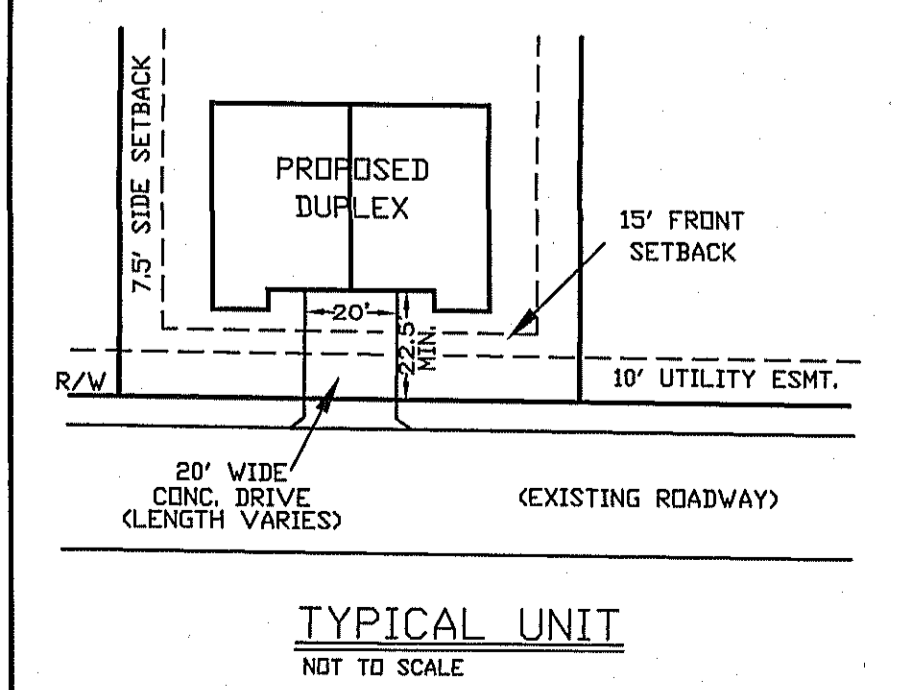 7.5' SIDE SETBACK
PROPOSED
DUPLEX
15' FRONT
SETBACK
20'
22.5'
MIN.
R/W
10' UTILITY ESMT.
20' WIDE
CONC. DRIVE
(LENGTH VARIES)
(EXISTING ROADWAY)
TYPICAL UNIT
NOT TO SCALE